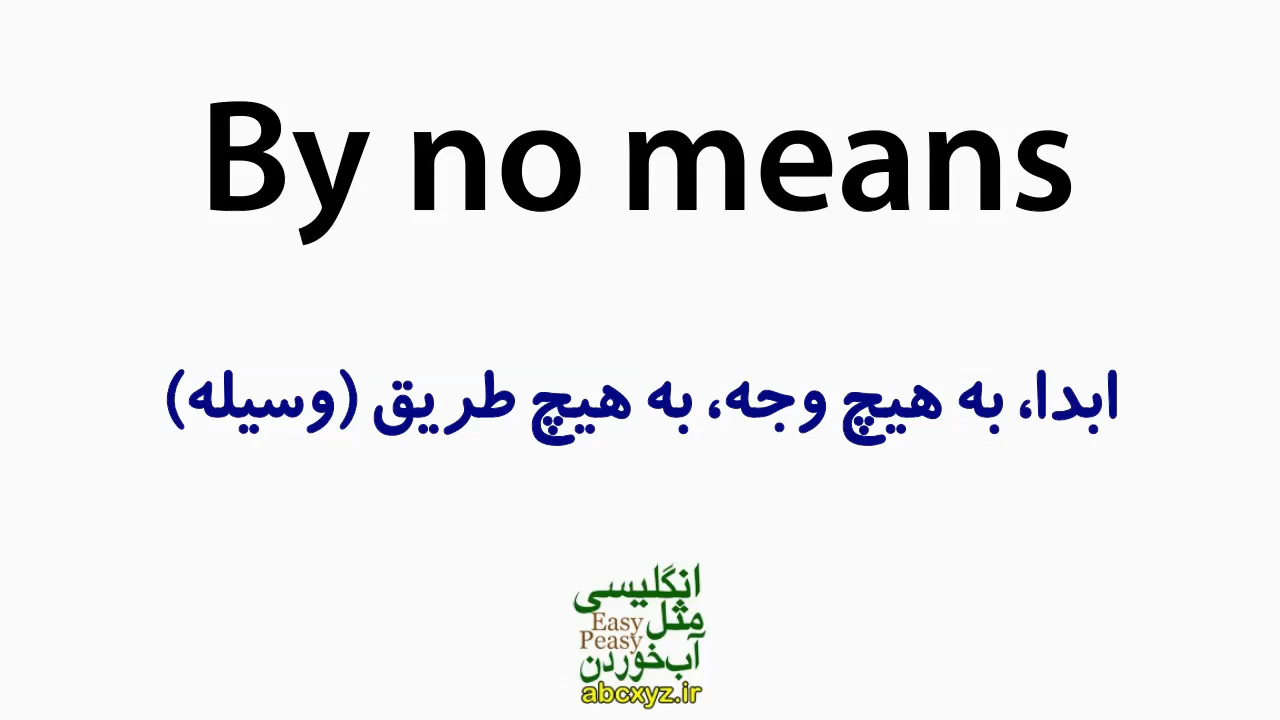 By no means
ابدا، به هیچ وجه، به هیچ طریق (وسیله)
انگلیسی
مثل Easy
Peasy
آب‌خوردن
abcxyz.ir